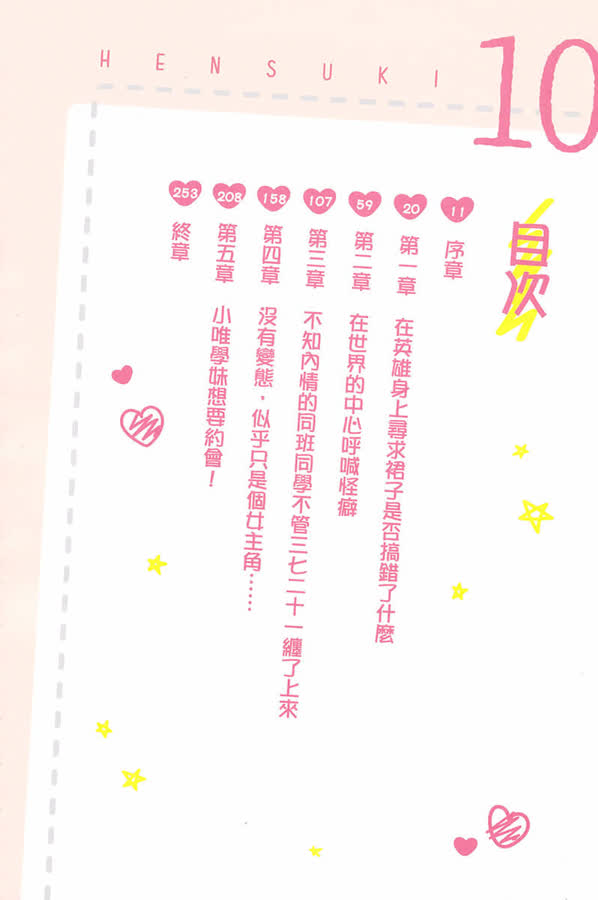 HENSUKI
10
目次
11 序章
20 第一章 在英雄身上尋求裙子是否搞錯了什麼
59 第二章 在世界的中心呼喊怪癖
107 第三章 不知內情的同班同學不管三七二十一纏了上來
158 第四章 沒有變態，似乎只是個女主角……
208 第五章 小唯學妹想要約會！
253 終章